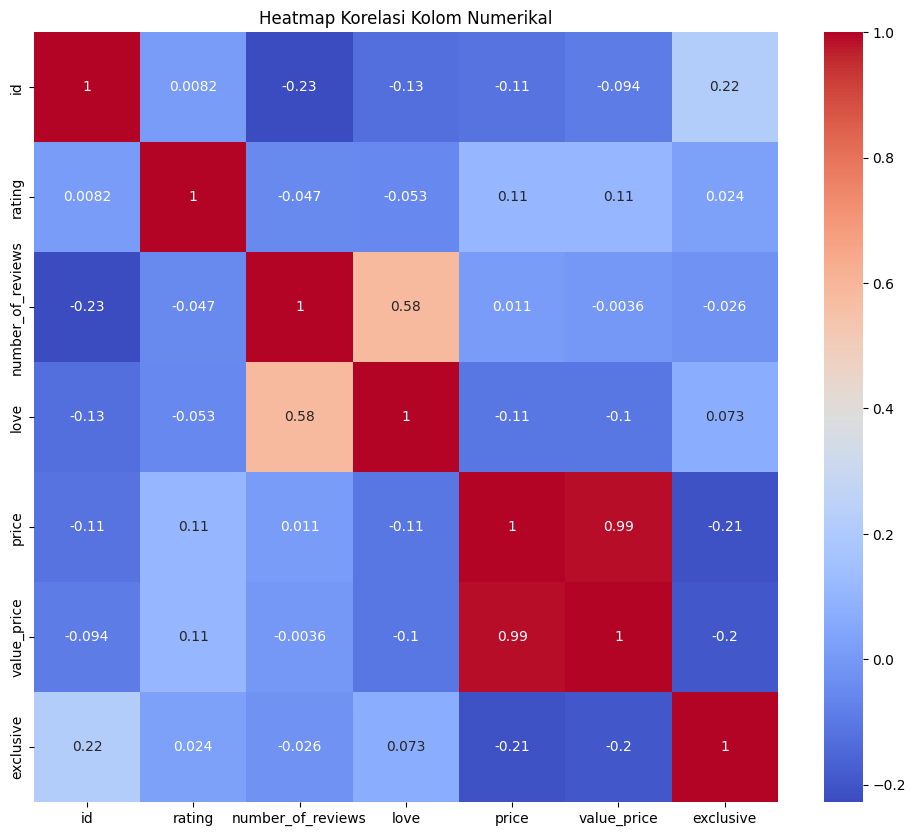 Heatmap Korelasi Kolom Numerikal
id 1 0.0082 -0.23 -0.13 -0.11 -0.094 0.22
rating 0.0082 1 -0.047 -0.053 0.11 0.11 0.024
number_of_reviews -0.23 -0.047 1 0.58 0.011 -0.0036 -0.026
love -0.13 -0.053 0.58 1 -0.11 -0.1 0.073
price -0.11 0.11 0.011 -0.11 1 0.99 -0.21
value_price -0.094 0.11 -0.0036 -0.1 0.99 1 -0.2
exclusive 0.22 0.024 -0.026 0.073 -0.21 -0.2 1
id rating number_of_reviews love price value_price exclusive
1.0
0.8
0.6
0.4
0.2
0.0
−0.2